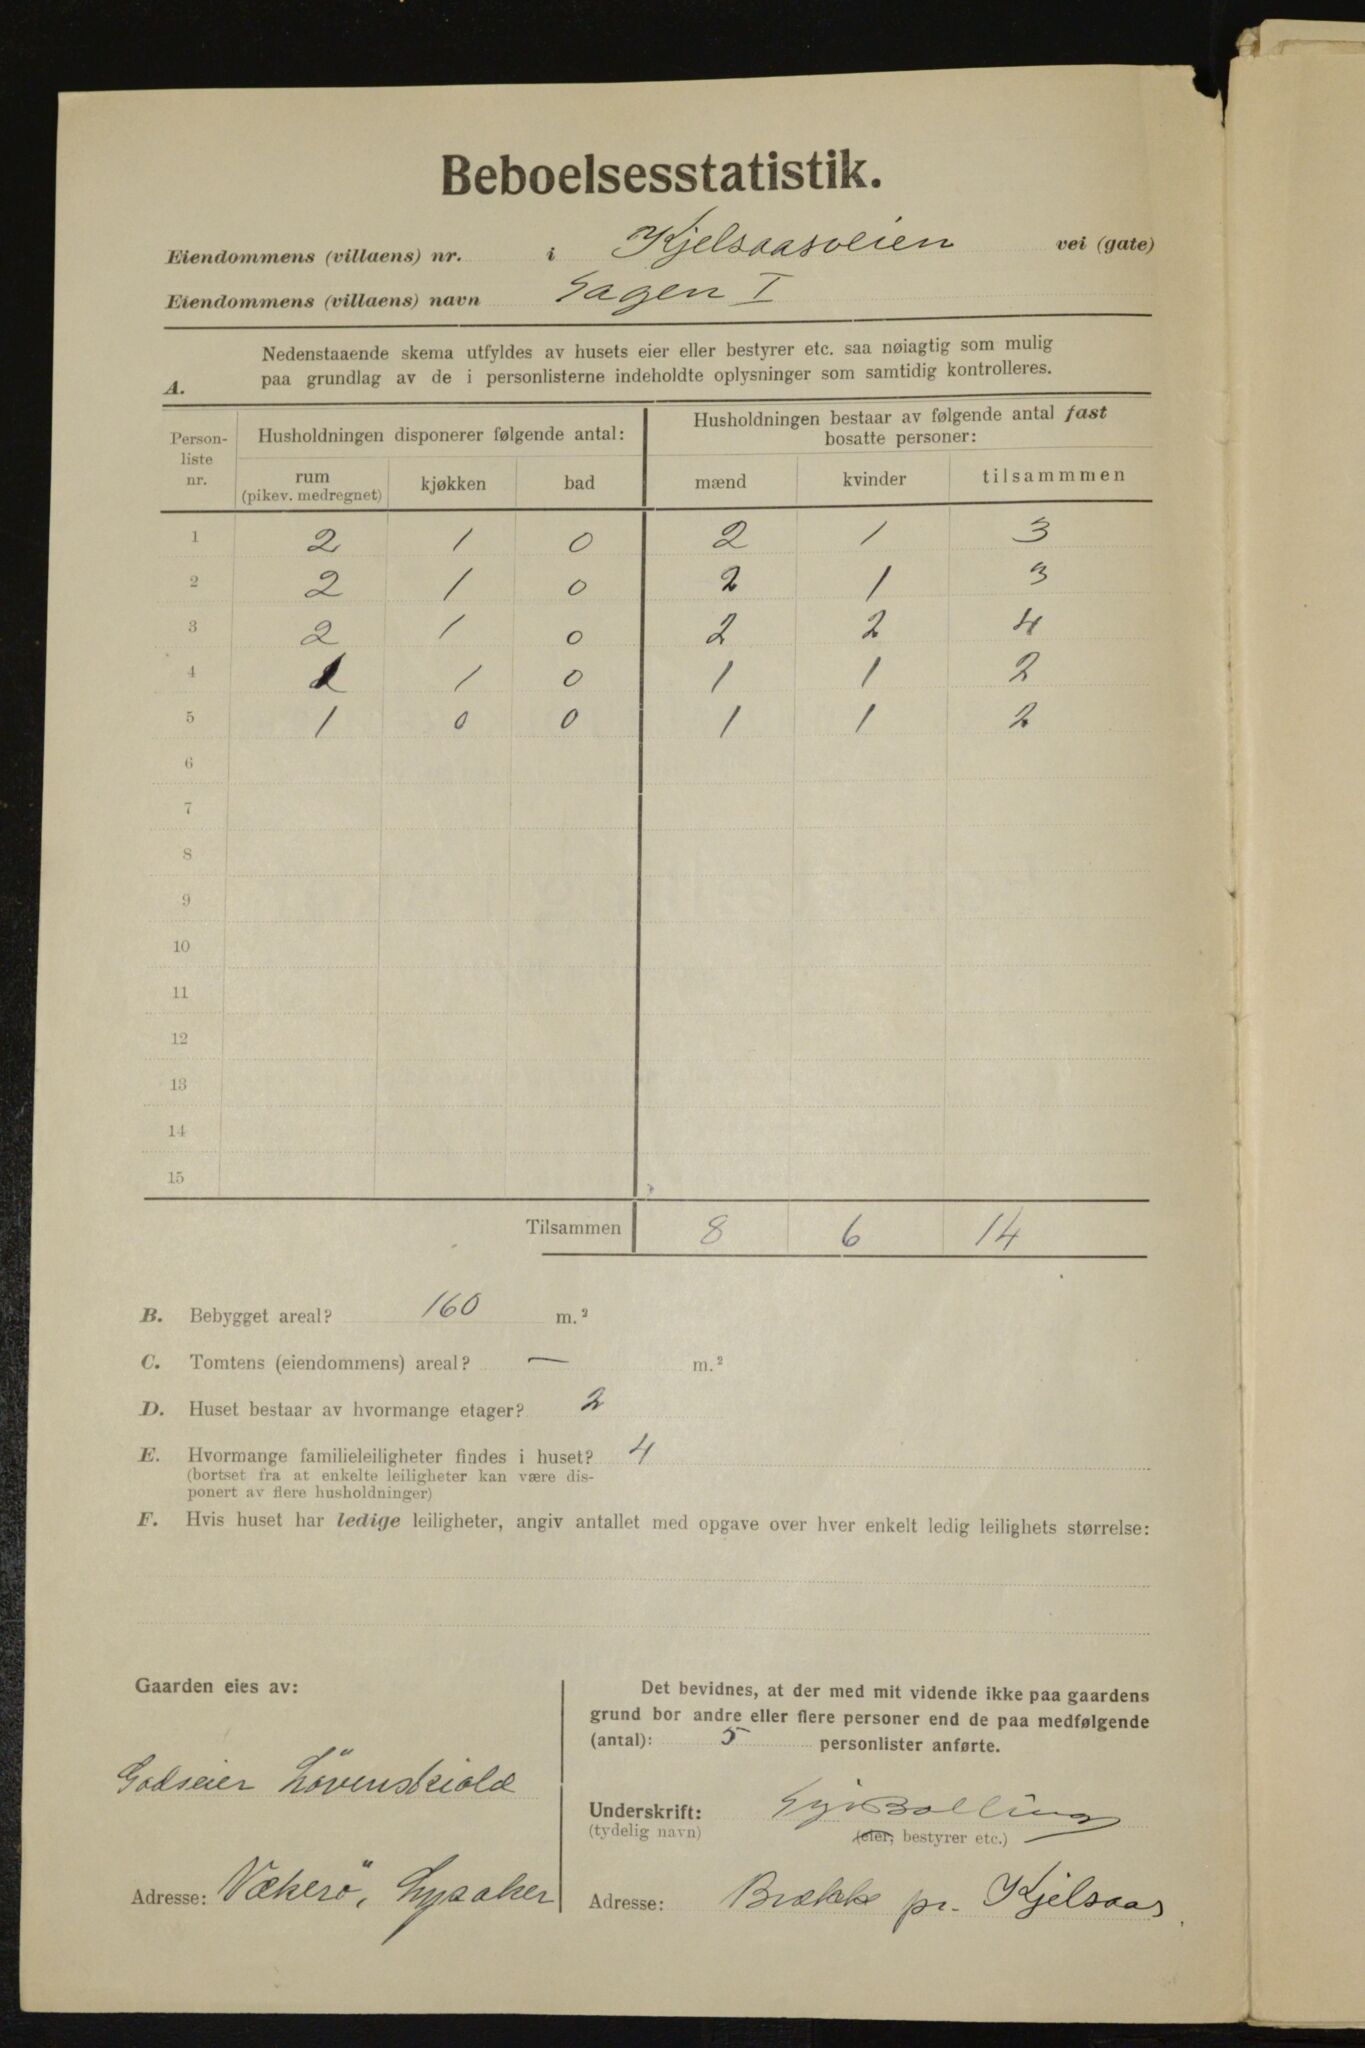 Beboelsesstatistik.
Eiendommens (villaens) nr. i Kjelsaasveien vei (gate)
Eiendommens (villaens) navn Sagen I
A. Nedenstaaende skema utfyldes av husets eier eller bestyrer etc. saa nøiagtig som mulig
paa grundlag av de i personlisterne indeholdte oplysninger som samtidig kontrolleres.
Person-
liste
nr.
Husholdningen disponerer følgende antal:
Husholdningen bestaar av følgende antal fast
bosatte personer:
rum
(pikev. medregnet)
kjøkken bad mænd kvinder tilsammmen
1 2 1 0 2 1 3
2 2 1 0 2 1 3
3 2 1 0 2 2 4
4 1 0 1 1 2
5 1 0 0 1 1 2
6
7
8
9
10
11
12
13
14
15
Tilsammen 8 6 14
B. Bebygget areal? 160 m.²
C. Tomtens (eiendommens) areal? — m.²
D. Huset bestaar av hvormange etager? 2
E. Hvormange familieleiligheter findes i huset? 4
(bortset fra at enkelte leiligheter kan være dis-
ponert av flere husholdninger)
F. Hvis huset har ledige leiligheter, angiv antallet med opgave over hver enkelt ledig leilighets størrelse:
Gaarden eies av:
Godseier Lövenskiold
Adresse: Vækerö, Lysaker
Det bevidnes, at der med mit vidende ikke paa gaardens
grund bor andre eller flere personer end de paa medfølgende
(antal): 5 personlister anførte.
Underskrift:
(tydelig navn)
(eier, bestyrer etc.)
Adresse: Brække pr. Kjelsaas